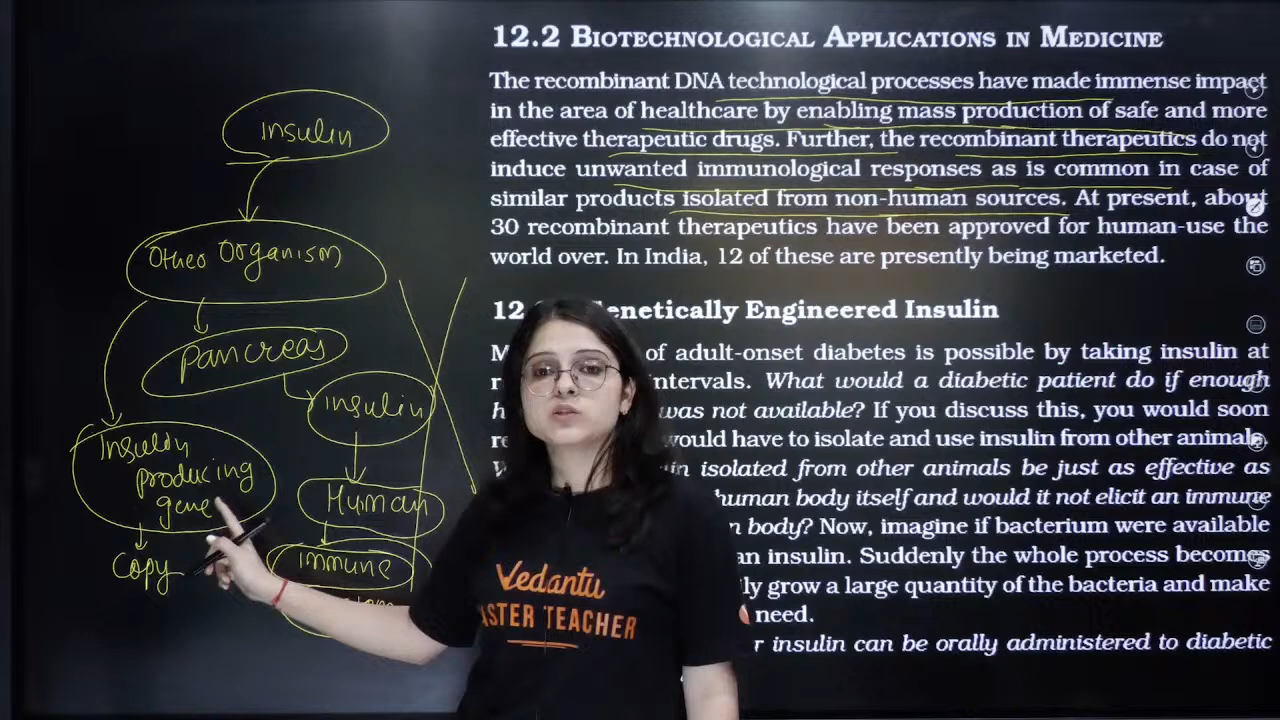 insulin
Other Organism
Pancreas
insulin
Insulin
producing
gene
Human
Copy
immune
12.2 BIOTECHNOLOGICAL APPLICATIONS IN MEDICINE
The recombinant DNA technological processes have made immense impact
in the area of healthcare by enabling mass production of safe and more
effective therapeutic drugs. Further, the recombinant therapeutics do not
induce unwanted immunological responses as is common in case of
similar products isolated from non-human sources. At present, about
30 recombinant therapeutics have been approved for human-use the
world over. In India, 12 of these are presently being marketed.
12 Genetically Engineered Insulin
of adult-onset diabetes is possible by taking insulin at
intervals. What would a diabetic patient do if enough
was not available? If you discuss this, you would soon
would have to isolate and use insulin from other animals.
isolated from other animals be just as effective as
human body itself and would it not elicit an immune
body? Now, imagine if bacterium were available
insulin. Suddenly the whole process becomes
grow a large quantity of the bacteria and make
need.
insulin can be orally administered to diabetic
Vedantu
MASTER TEACHER